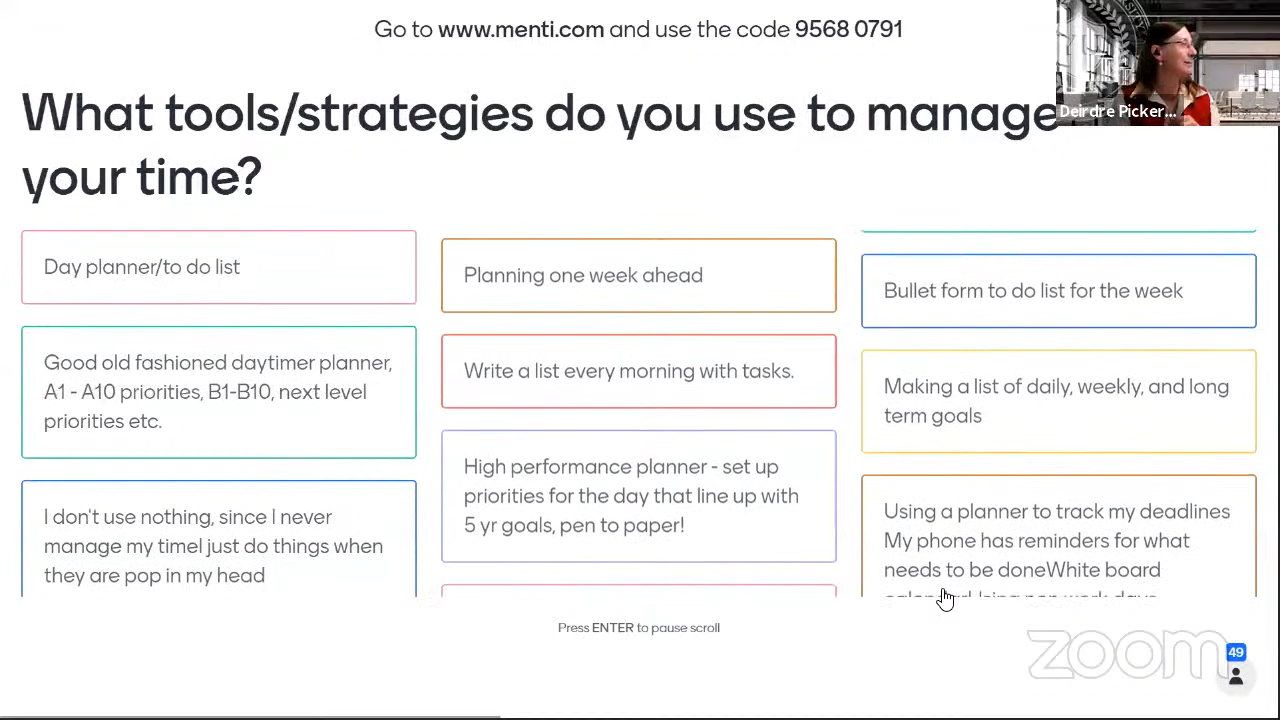 Go to www.menti.com and use the code 9568 0791
Deirdre Picker...
What tools/strategies do you use to manage
your time?
Day planner/to do list
Good old fashioned daytimer planner,
A1 - A10 priorities, B1-B10, next level
priorities etc.
I don't use nothing, since I never
manage my timeI just do things when
they are pop in my head
Planning one week ahead
Write a list every morning with tasks.
High performance planner - set up
priorities for the day that line up with
5 yr goals, pen to paper!
Bullet form to do list for the week
Making a list of daily, weekly, and long
term goals
Using a planner to track my deadlines
My phone has reminders for what
needs to be doneWhite board
Press ENTER to pause scroll
zoom
49